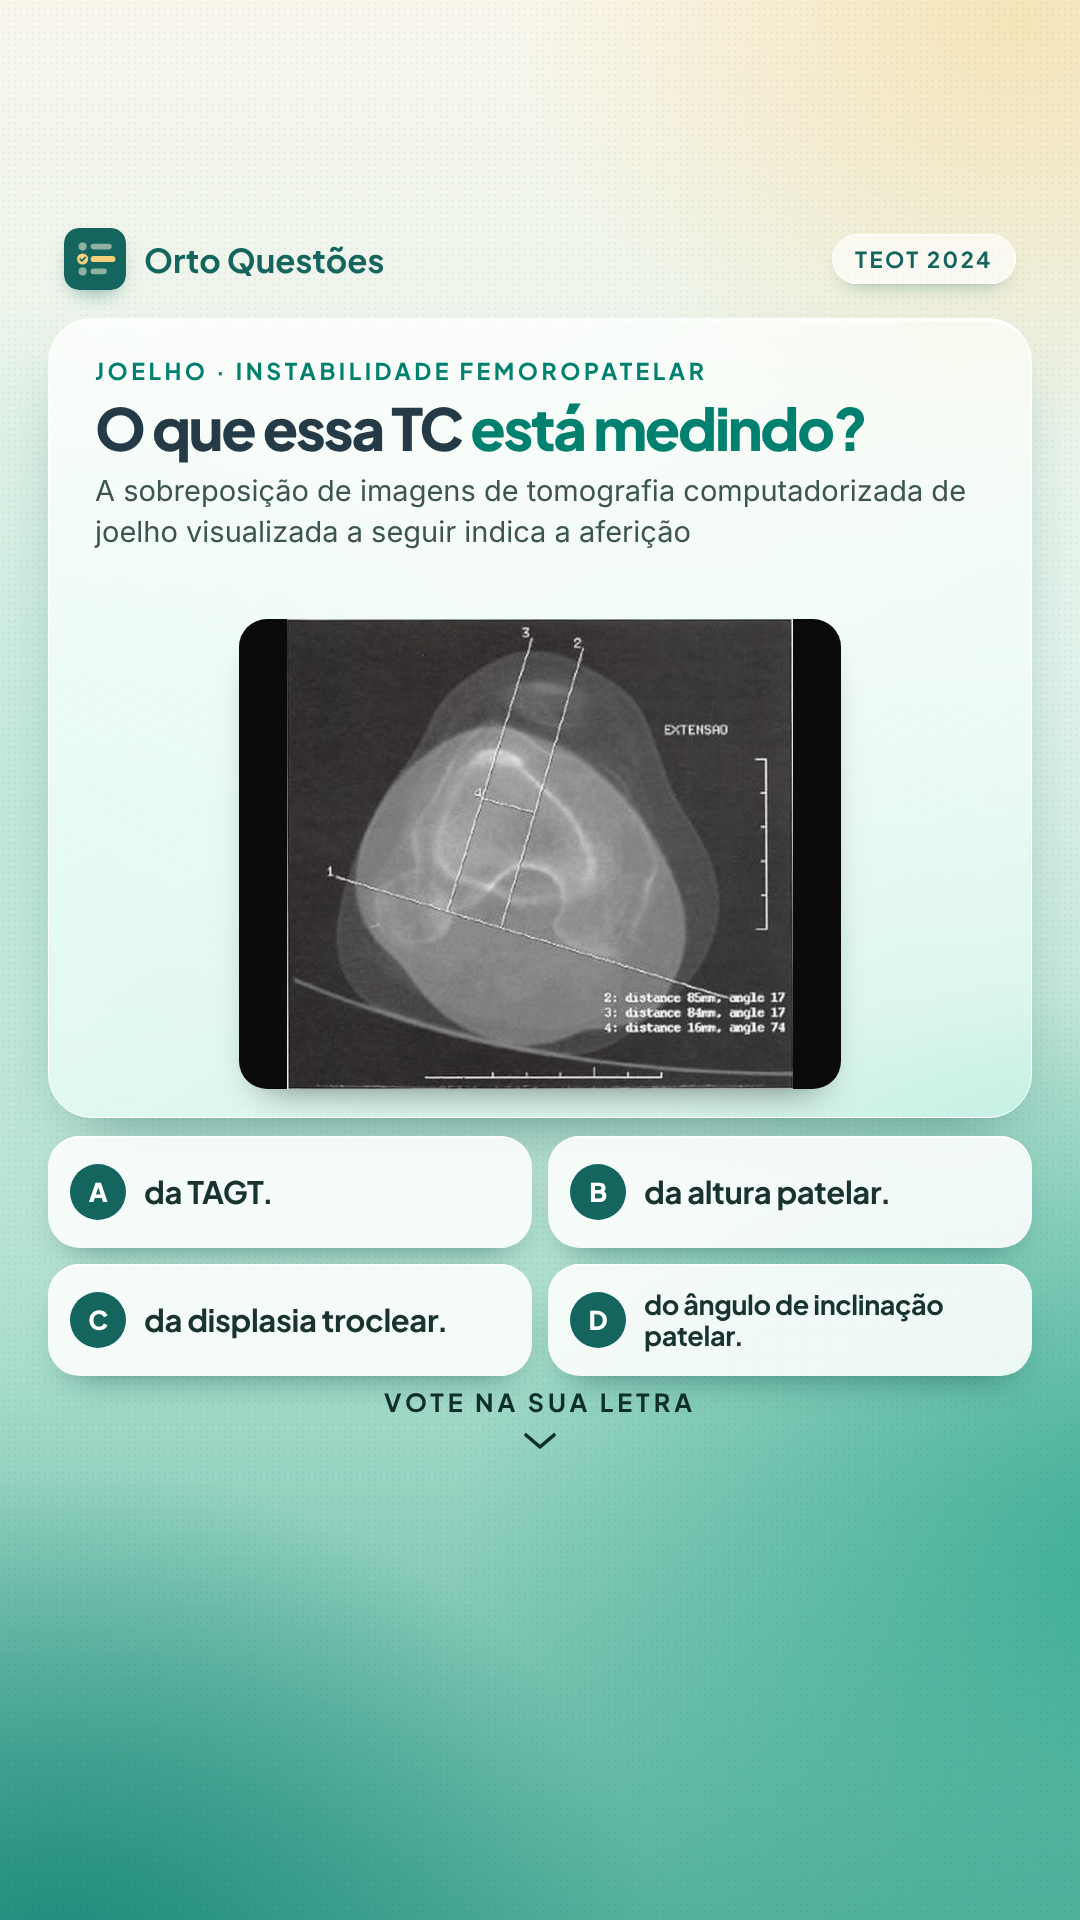 Orto Questões
TEOT 2024
JOELHO · INSTABILIDADE FEMOROPATELAR
O que essa TC está medindo?
A sobreposição de imagens de tomografia computadorizada de
joelho visualizada a seguir indica a aferição
3
2
EXTENSAO
4
1
2: distance 85mm, angle 17
3: distance 84mm, angle 17
4: distance 16mm, angle 74
A da TAGT.
B da altura patelar.
C da displasia troclear.
D do ângulo de inclinação
patelar.
VOTE NA SUA LETRA